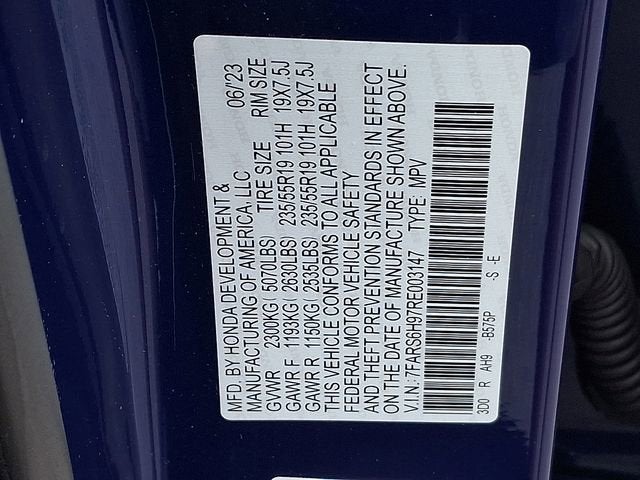 MFD. BY HONDA DEVELOPMENT &
MANUFACTURING OF AMERICA, LLC 06/'23
GVWR 2300KG ( 5070LBS) TIRE SIZE RIM SIZE
GAWR F 1193KG ( 2630LBS) 235/55R19 101H 19X7.5J
GAWR R 1150KG ( 2535LBS) 235/55R19 101H 19X7.5J
THIS VEHICLE CONFORMS TO ALL APPLICABLE
FEDERAL MOTOR VEHICLE SAFETY
AND THEFT PREVENTION STANDARDS IN EFFECT
ON THE DATE OF MANUFACTURE SHOWN ABOVE.
V.I.N.: 7FARS6H97RE003147 TYPE: MPV
3D0 R AH9 -B575P -S -E